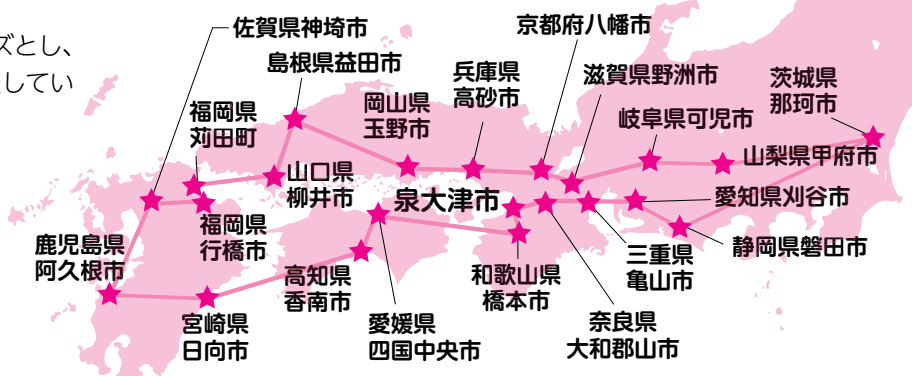 ズとし、
してい
佐賀県神埼市
島根県益田市
福岡県
苅田町
岡山県
玉野市
兵庫県
高砂市
京都府八幡市
滋賀県野洲市
岐阜県可児市
茨城県
那珂市
山梨県甲府市
山口県
柳井市
泉大津市
愛知県刈谷市
福岡県
行橋市
鹿児島県
阿久根市
静岡県磐田市
三重県
亀山市
高知県
香南市
和歌山県
橋本市
宮崎県
日向市
愛媛県
四国中央市
奈良県
大和郡山市